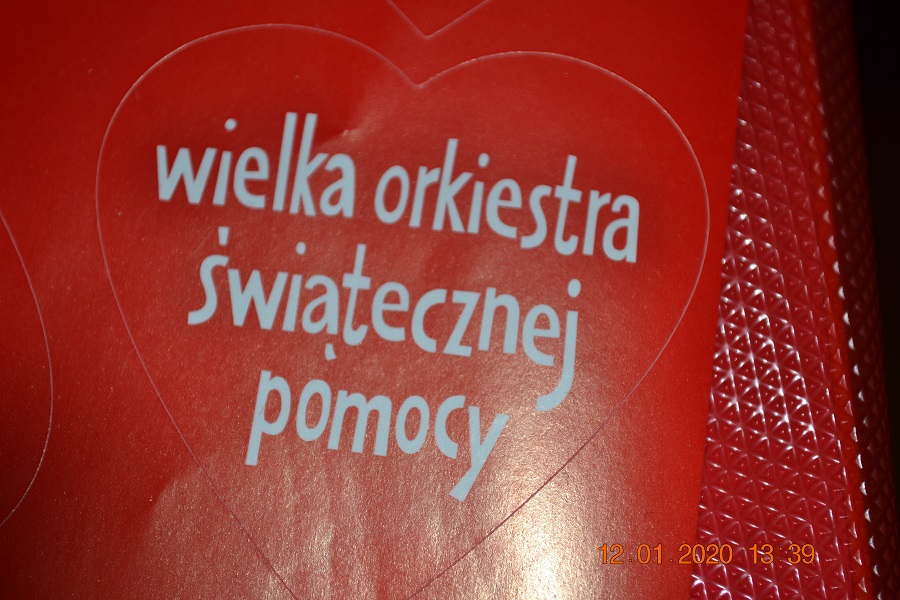 wielka orkiestra
świątecznej
pomocy
12.01.2020 13:39